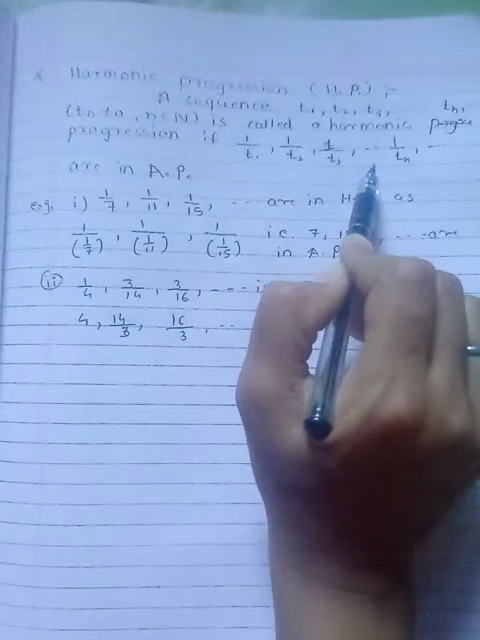 Harmonic progression (H.P.) :-
A sequence t₁, t₂, t₃, tₙ,
(tₙ ≠ 0, n∈N) is called a harmonic
progression if 1/t₁, 1/t₂, 1/t₃, ... 1/tₙ, ...
are in A.P.
e.g. i) 1/7, 1/11, 1/15, ---- are in H as
1/(1/7), 1/(1/11), 1/(1/15) i.e. 7, ... are
in A.P
(ii) 1/4, 3/14, 3/16, ----
4, 14/3, 16/3, ...